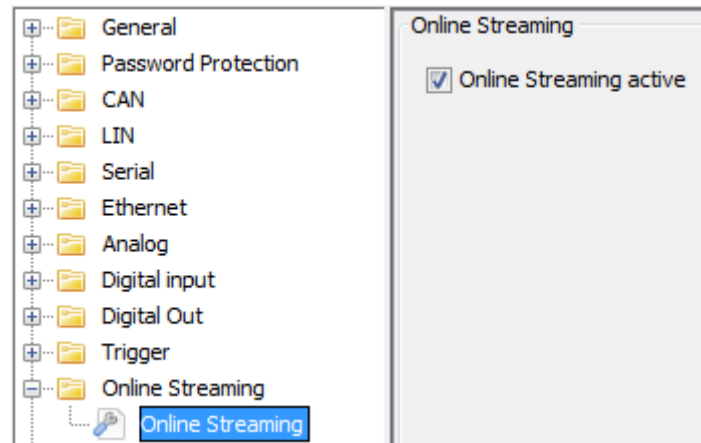 General
Password Protection
CAN
LIN
Serial
Ethernet
Analog
Digital input
Digital Out
Trigger
Online Streaming
Online Streaming
Online Streaming
Online Streaming active